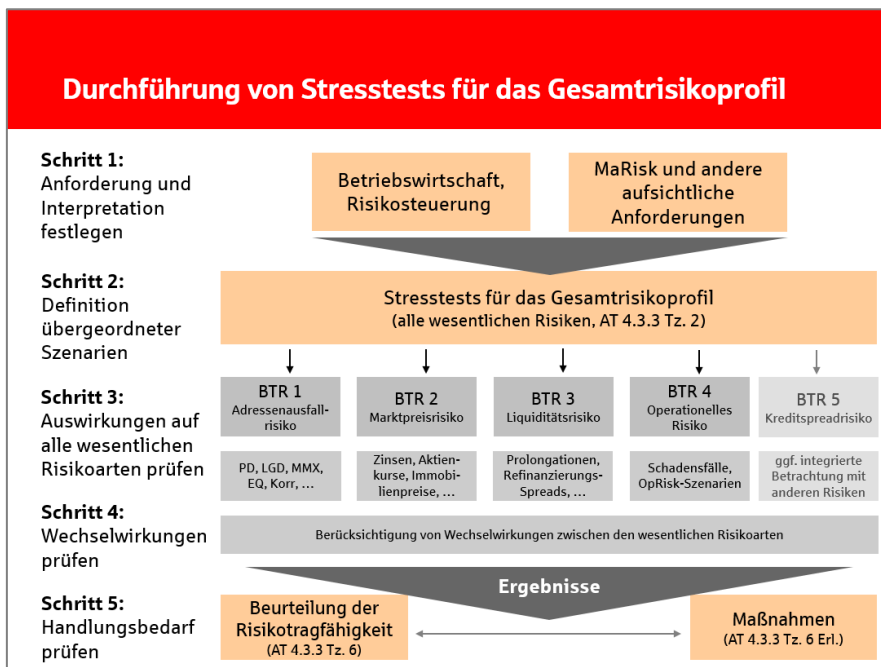 Durchführung von Stresstests für das Gesamtrisikoprofil
Schritt 1:
Anforderung und
Interpretation
festlegen
Betriebswirtschaft,
Risikosteuerung
MaRisk und andere
aufsichtliche
Anforderungen
Schritt 2:
Definition
übergeordneter
Szenarien
Stresstests für das Gesamtrisikoprofil
(alle wesentlichen Risiken, AT 4.3.3 Tz. 2)
Schritt 3:
Auswirkungen auf
alle wesentlichen
Risikoarten prüfen
BTR 1
Adressenausfall-
risiko
BTR 2
Marktpreisrisiko
BTR 3
Liquiditätsrisiko
BTR 4
Operationelles
Risiko
BTR 5
Kreditspreadrisiko
PD, LGD, MMX,
EQ, Korr, …
Zinsen, Aktien-
kurse, Immobi-
lienpreise, …
Prolongationen,
Refinanzierungs-
Spreads, …
Schadensfälle,
OpRisk-Szenarien
ggf. integrierte
Betrachtung mit
anderen Risiken
Schritt 4:
Wechselwirkungen
prüfen
Berücksichtigung von Wechselwirkungen zwischen den wesentlichen Risikoarten
Ergebnisse
Schritt 5:
Handlungsbedarf
prüfen
Beurteilung der
Risikotragfähigkeit
(AT 4.3.3 Tz. 6)
Maßnahmen
(AT 4.3.3 Tz. 6 Erl.)